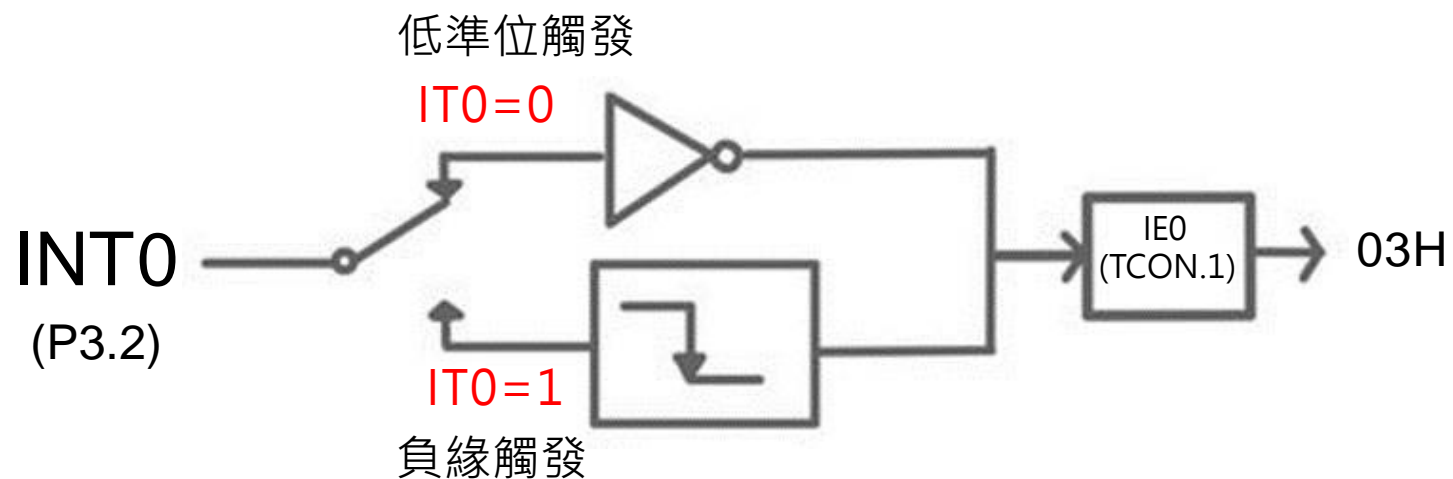 低準位觸發
IT0=0
INT0
(P3.2)
IE0
(TCON.1)
03H
IT0=1
負緣觸發